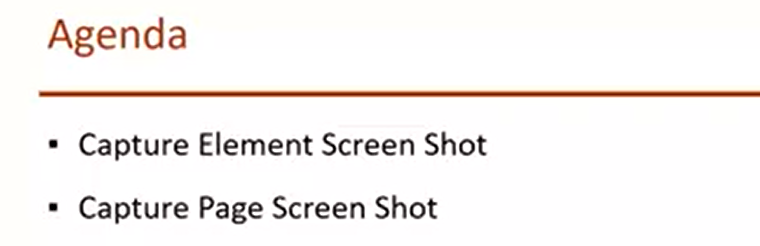 Agenda
▪ Capture Element Screen Shot
▪ Capture Page Screen Shot